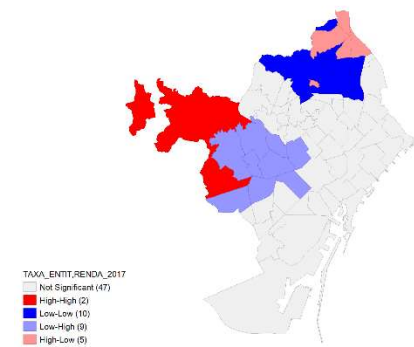 TAXA_ENTIT,RENDA_2017
Not Significant (47)
High-High (2)
Low-Low (10)
Low-High (9)
High-Low (5)